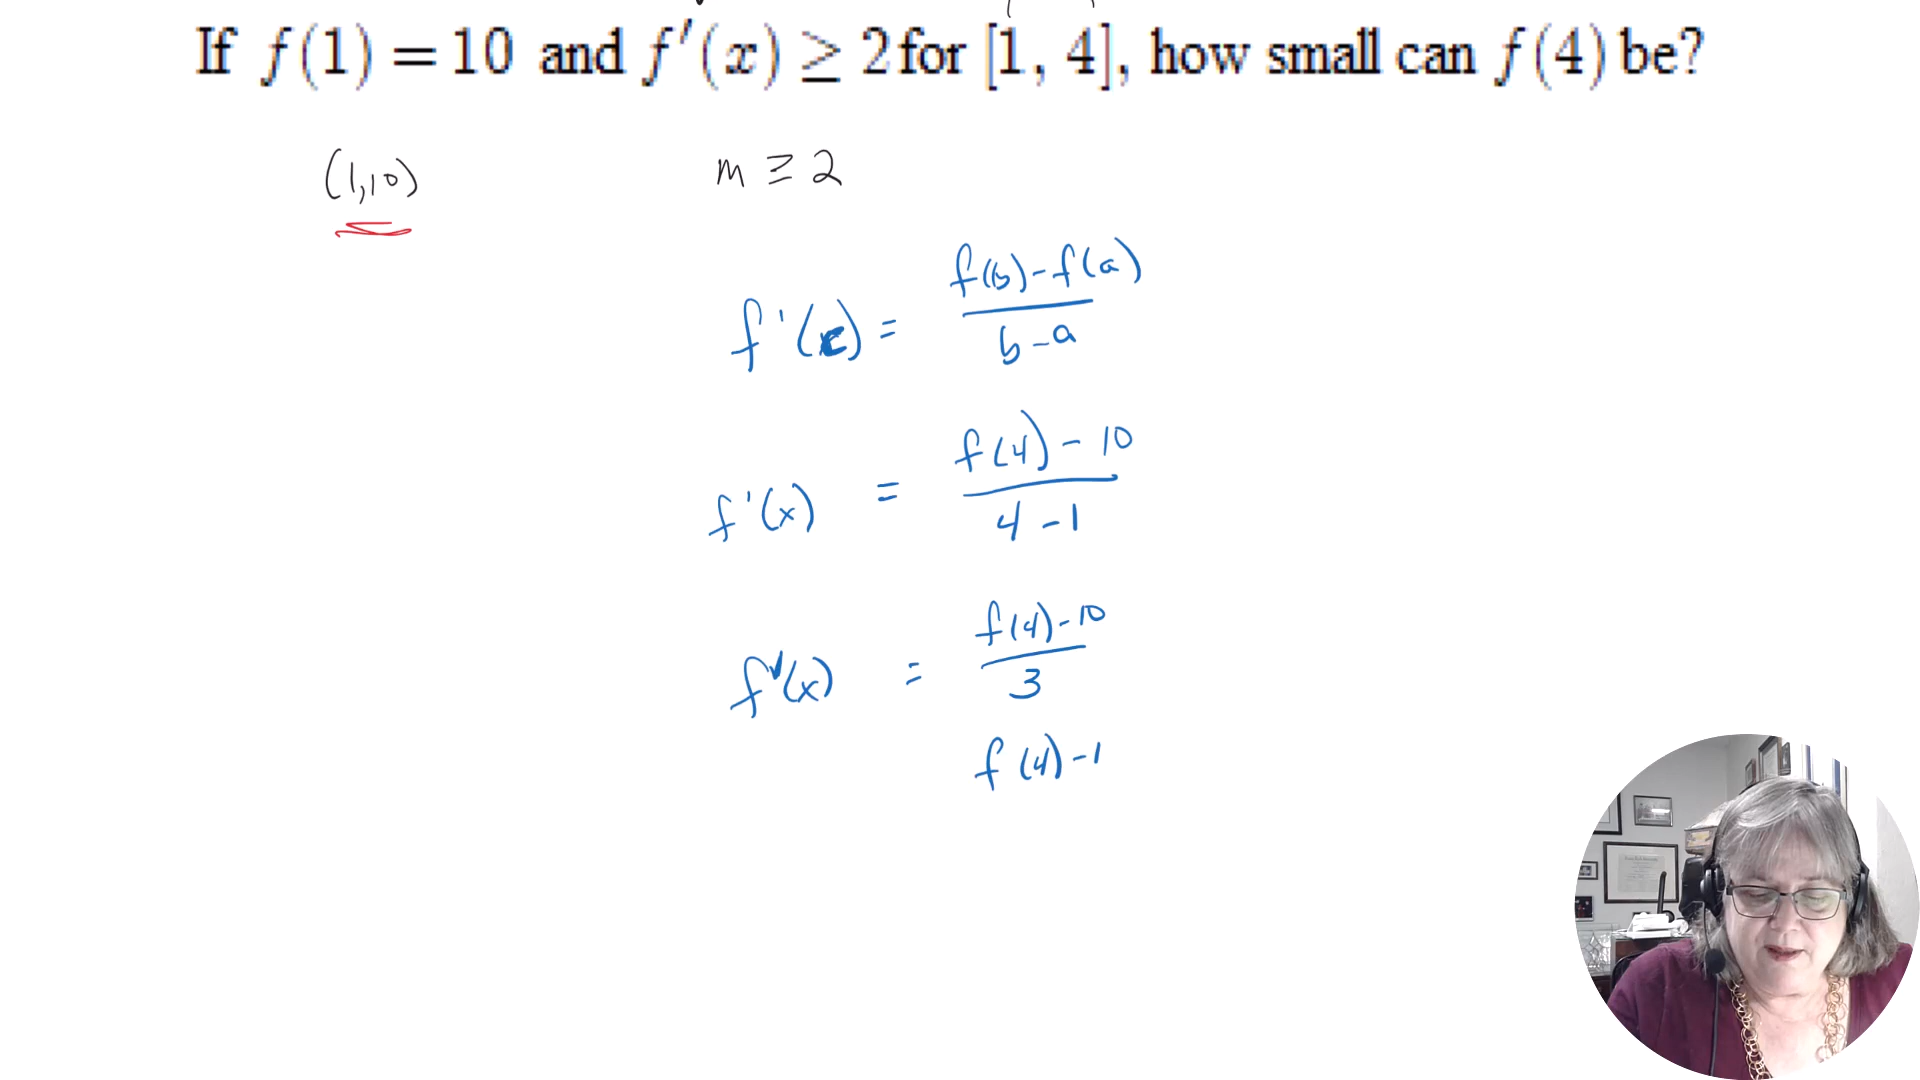 If f(1) = 10 and f'(x) ≥ 2 for [1, 4], how small can f(4) be?
(1,10)
m ≥ 2
f'(c) = f(b)-f(a) / b-a
f'(x) = f(4) - 10 / 4 - 1
f'(x) = f(4)-10 / 3
f(4)-1